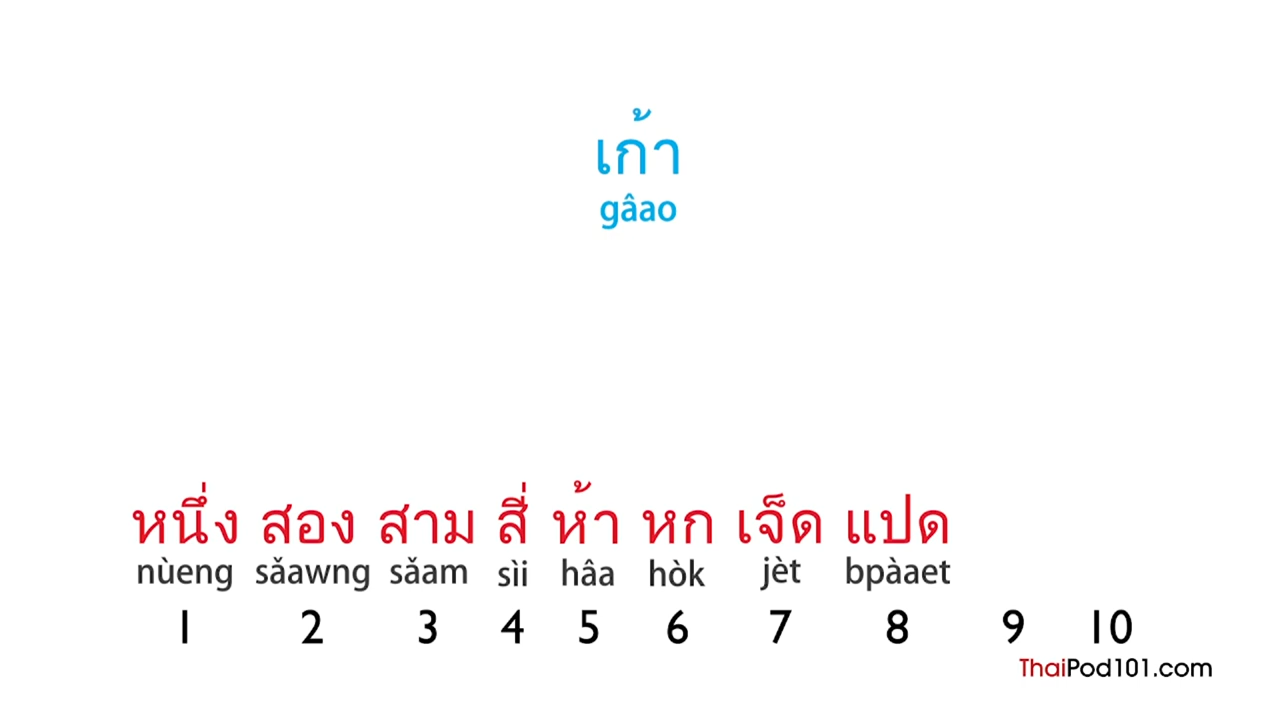 เก้า
gâao
หนึ่ง สอง สาม สี่ ห้า หก เจ็ด แปด
nùeng sǎawng sǎam sìi hâa hòk jèt bpàaet
1 2 3 4 5 6 7 8 9 10
ThaiPod101.com